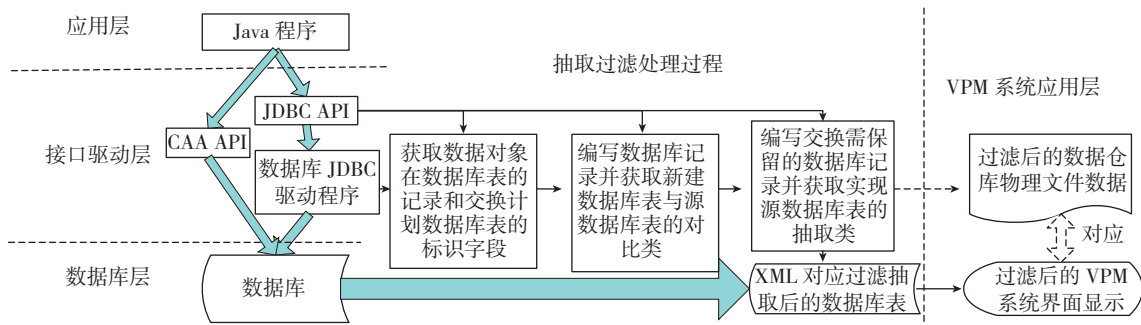 应用层
Java 程序
抽取过滤处理过程
VPM 系统应用层
接口驱动层
CAA API
JDBC API
数据库 JDBC
驱动程序
获取数据对象
在数据库表的
记录和交换计
划数据库表的
标识字段
编写数据库记
录并获取新建
数据库表与源
数据库表的对
比类
编写交换需保
留的数据库记
录并获取实现
源数据库表的
抽取类
过滤后的数据仓
库物理文件数据
对应
数据库层
数据库
XML 对应过滤抽
取后的数据库表
过滤后的 VPM
系统界面显示